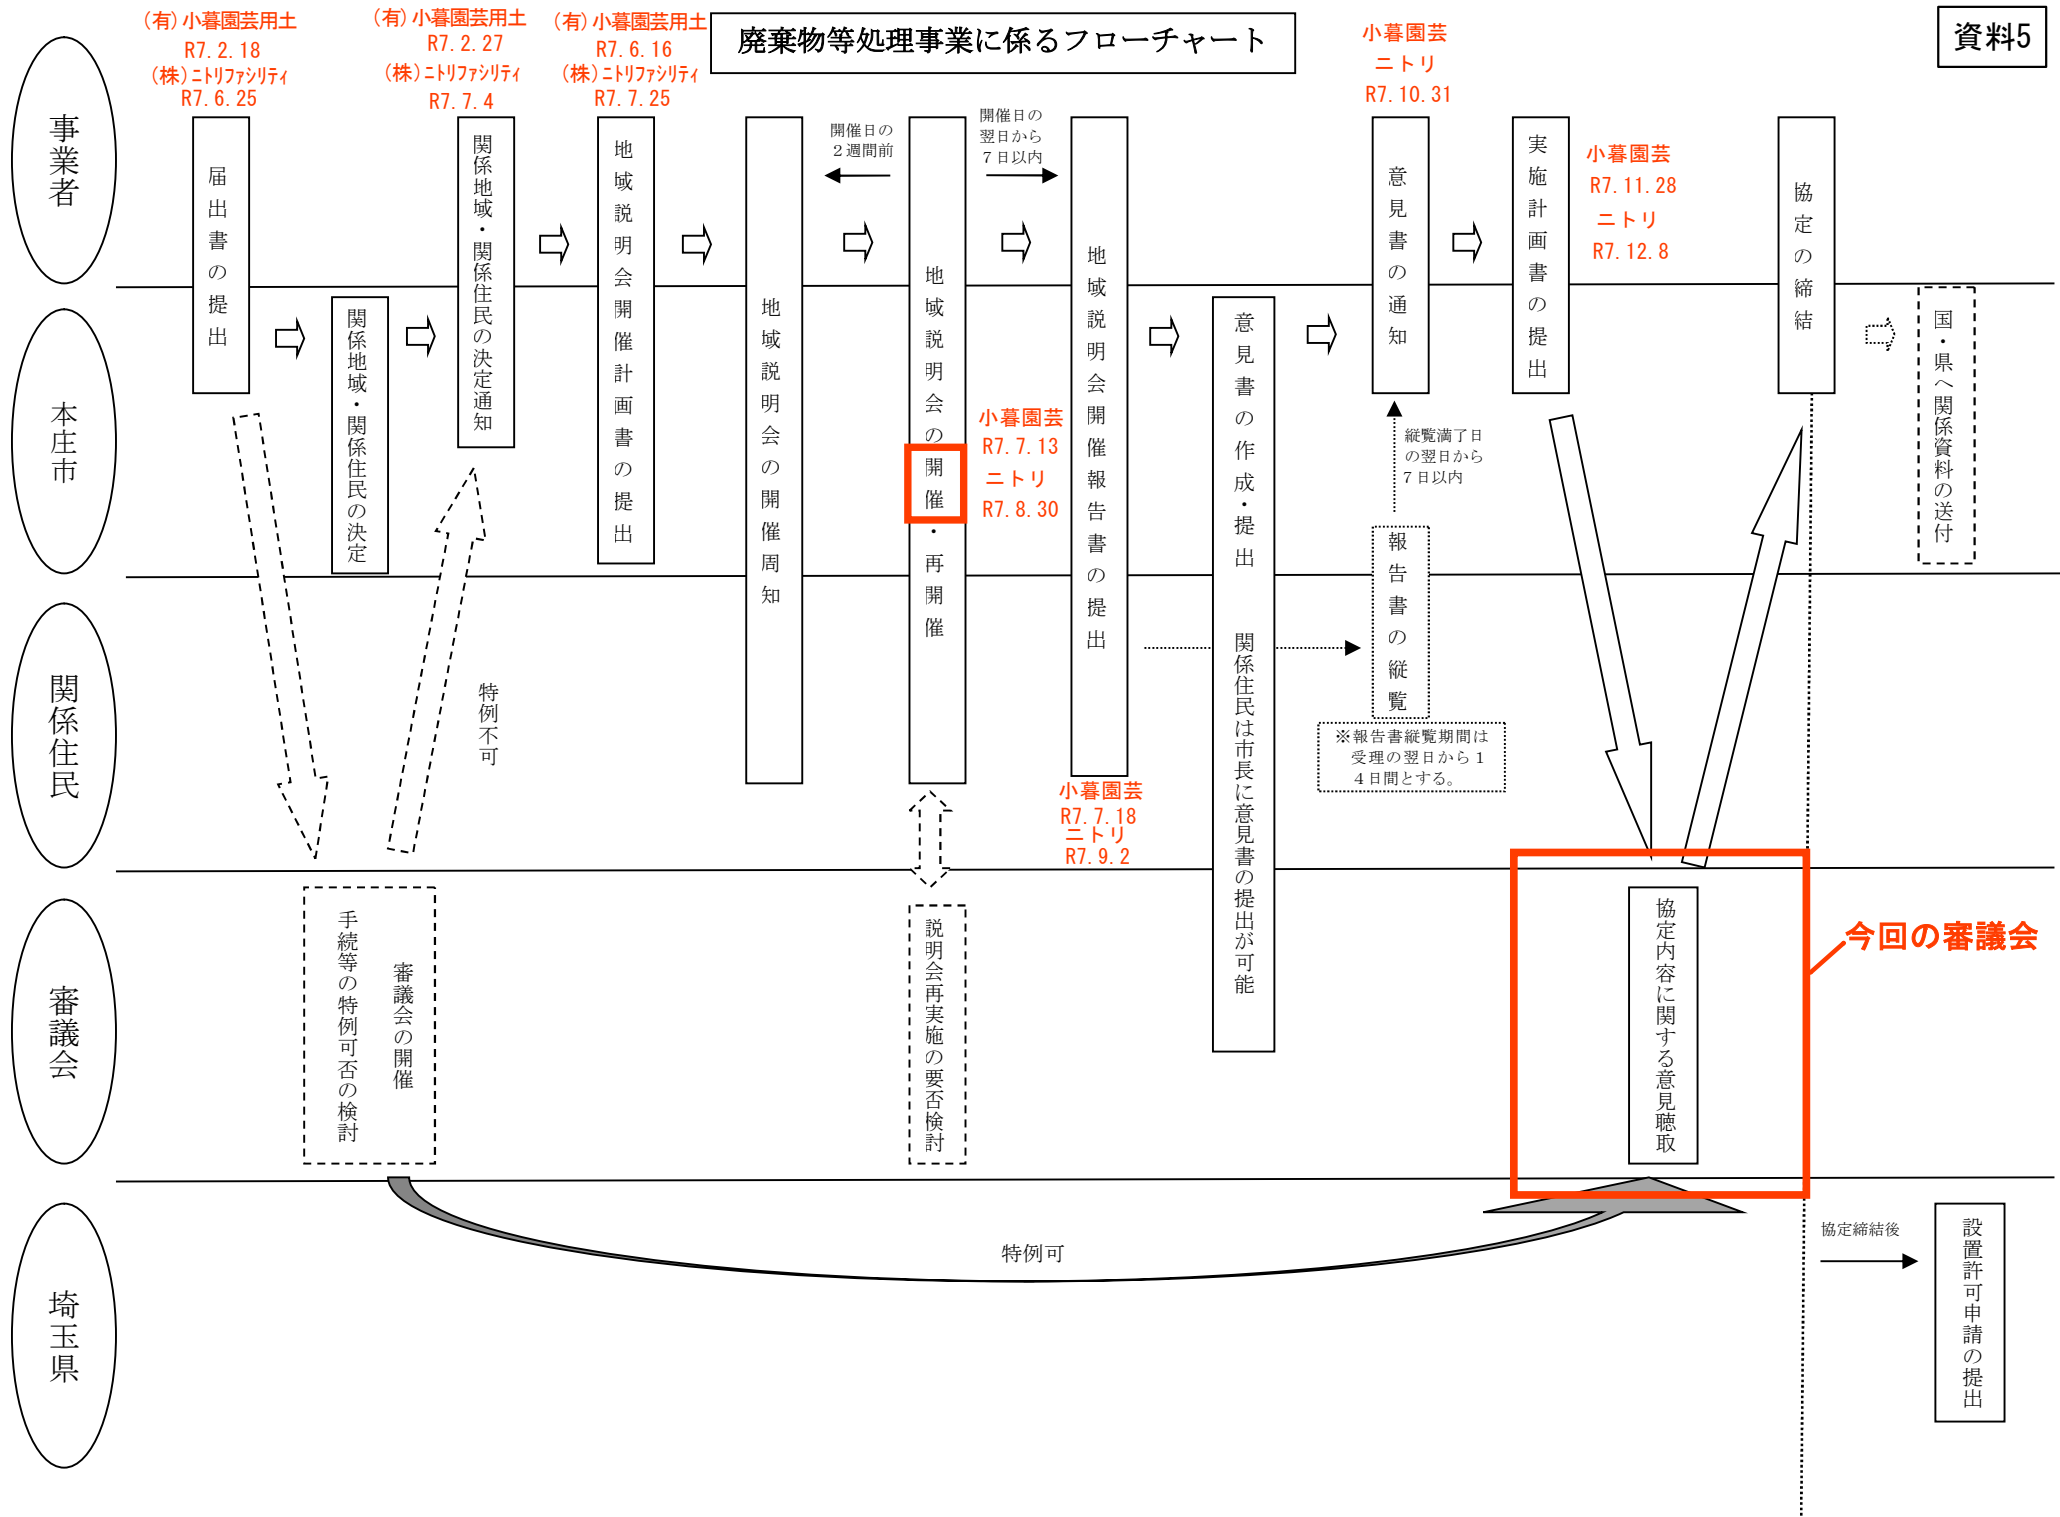 廃棄物等処理事業に係るフローチャート
資料5
(有)小暮園芸用土
R7.2.18
(株)ニトリファシリティ
R7.6.25
(有)小暮園芸用土
R7.2.27
(株)ニトリファシリティ
R7.7.4
(有)小暮園芸用土
R7.6.16
(株)ニトリファシリティ
R7.7.25
小暮園芸
ニトリ
R7.10.31
事業者
本庄市
関係住民
審議会
埼玉県
届出書の提出
関係地域・関係住民の決定
関係地域・関係住民の決定通知
地域説明会開催計画書の提出
地域説明会の開催周知
開催日の
2週間前
地域説明会の開催・再開催
開催日の
翌日から
7日以内
小暮園芸
R7.7.13
ニトリ
R7.8.30
地域説明会開催報告書の提出
小暮園芸
R7.7.18
ニトリ
R7.9.2
意見書の作成・提出 関係住民は市長に意見書の提出が可能
意見書の通知
縦覧満了日
の翌日から
7日以内
報告書の縦覧
※報告書縦覧期間は
受理の翌日から1
4日間とする。
実施計画書の提出
小暮園芸
R7.11.28
ニトリ
R7.12.8
協定の締結
国・県へ関係資料の送付
特例不可
審議会の開催
手続等の特例可否の検討
説明会再実施の要否検討
協定内容に関する意見聴取
今回の審議会
特例可
協定締結後
設置許可申請の提出